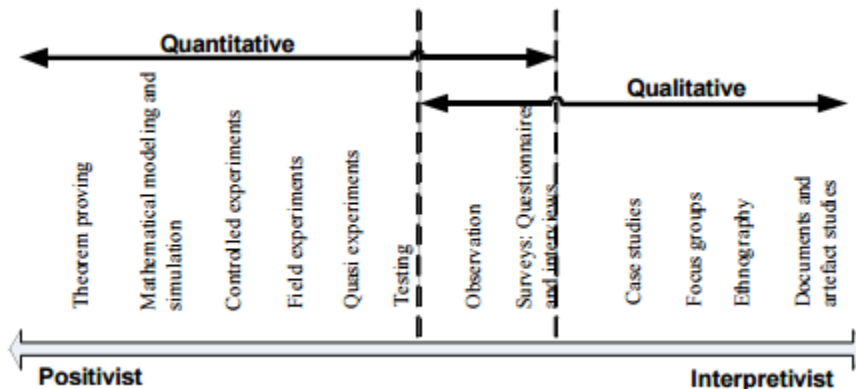 Quantitative
Qualitative
Theorem proving
Mathematical modeling and
simulation
Controlled experiments
Field experiments
Quasi experiments
Testing
Observation
Surveys: Questionnaires
and interviews
Case studies
Focus groups
Ethnography
Documents and
artefact studies
Positivist
Interpretivist